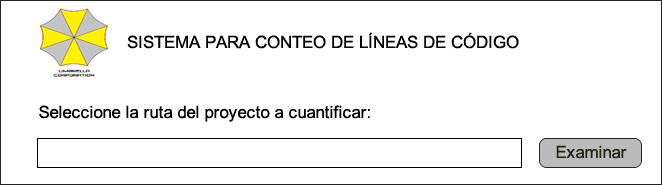 SISTEMA PARA CONTEO DE LÍNEAS DE CÓDIGO
UMBRELLA
CORPORATION
Seleccione la ruta del proyecto a cuantificar:
Examinar